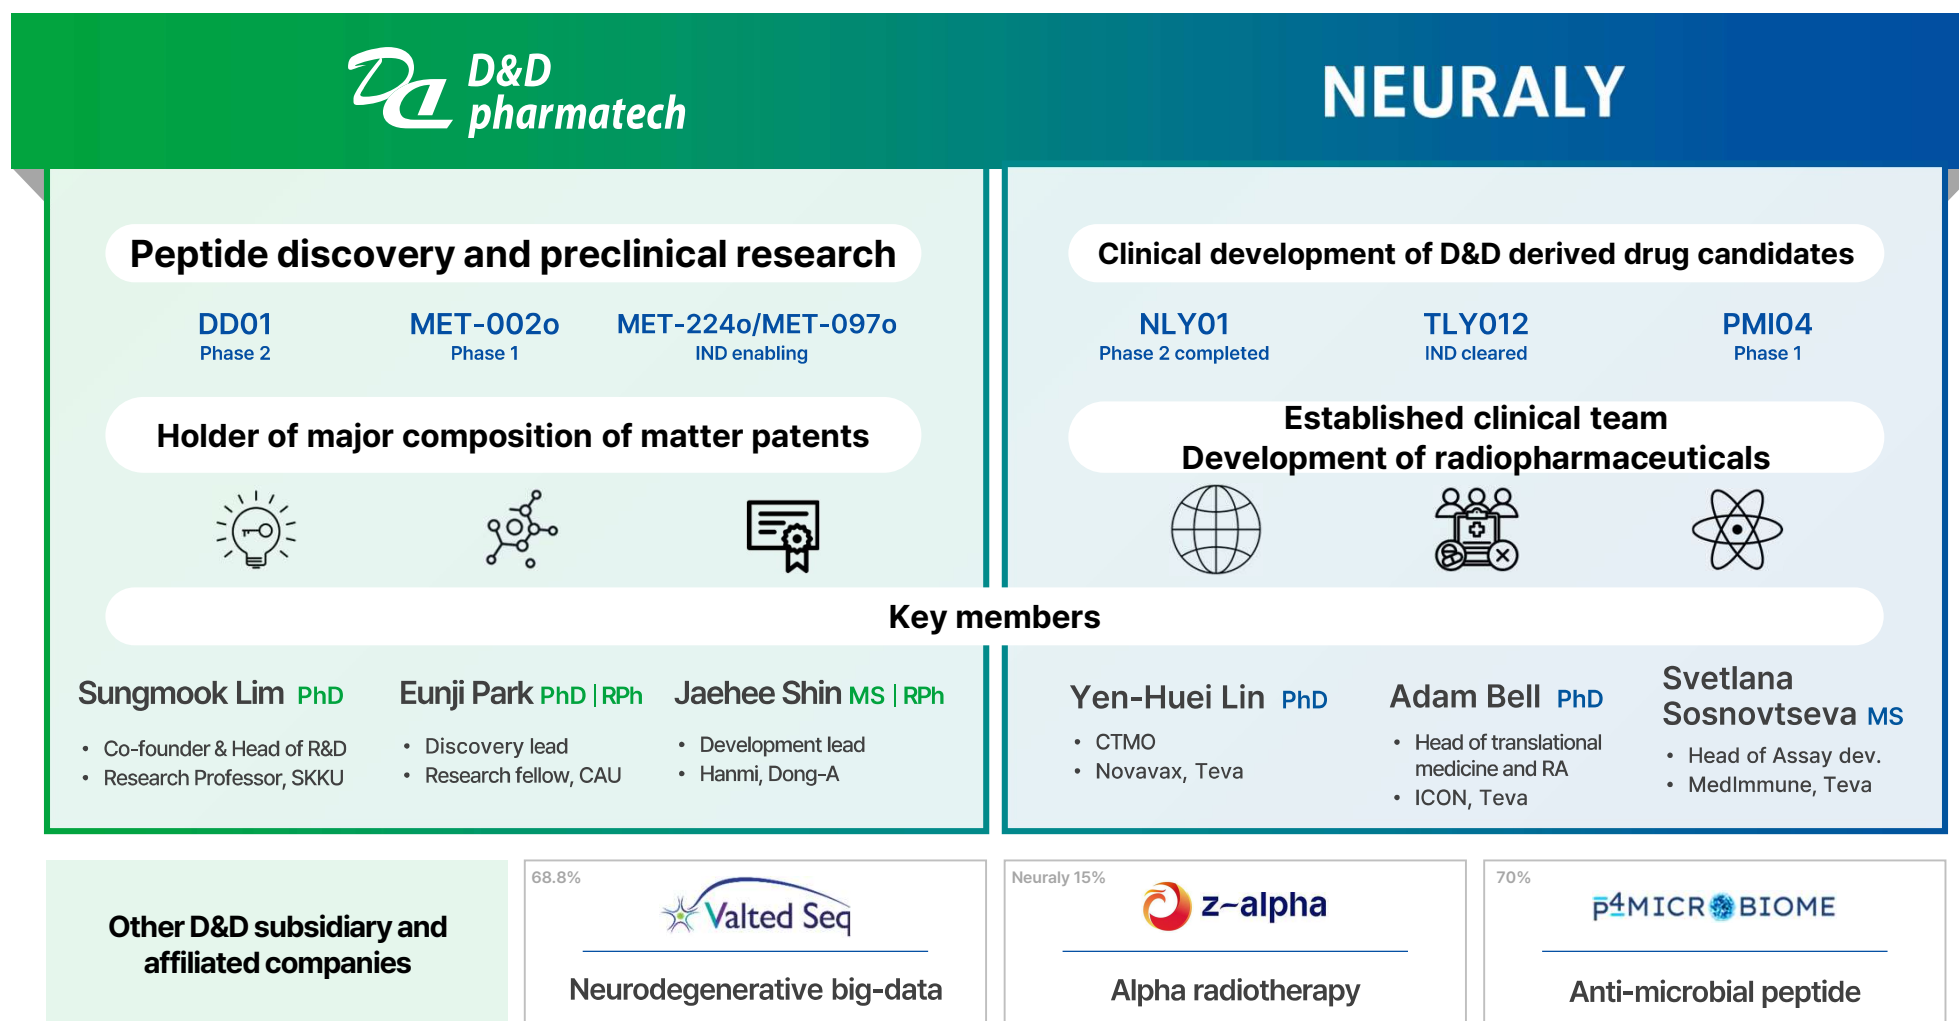 D&D
pharmatech
NEURALY
Peptide discovery and preclinical research
DD01
Phase 2
MET-002o
Phase 1
MET-224o/MET-097o
IND enabling
Holder of major composition of matter patents
Clinical development of D&D derived drug candidates
NLY01
Phase 2 completed
TLY012
IND cleared
PMI04
Phase 1
Established clinical team
Development of radiopharmaceuticals
Key members
Sungmook Lim PhD
• Co-founder & Head of R&D
• Research Professor, SKKU
Eunji Park PhD | RPh
• Discovery lead
• Research fellow, CAU
Jaehee Shin MS | RPh
• Development lead
• Hanmi, Dong-A
Yen-Huei Lin PhD
• CTMO
• Novavax, Teva
Adam Bell PhD
• Head of translational
medicine and RA
• ICON, Teva
Svetlana
Sosnovtseva MS
• Head of Assay dev.
• MedImmune, Teva
Other D&D subsidiary and
affiliated companies
68.8%
Valted Seq
Neurodegenerative big-data
Neuraly 15%
z~alpha
Alpha radiotherapy
70%
p4MICROBIOME
Anti-microbial peptide